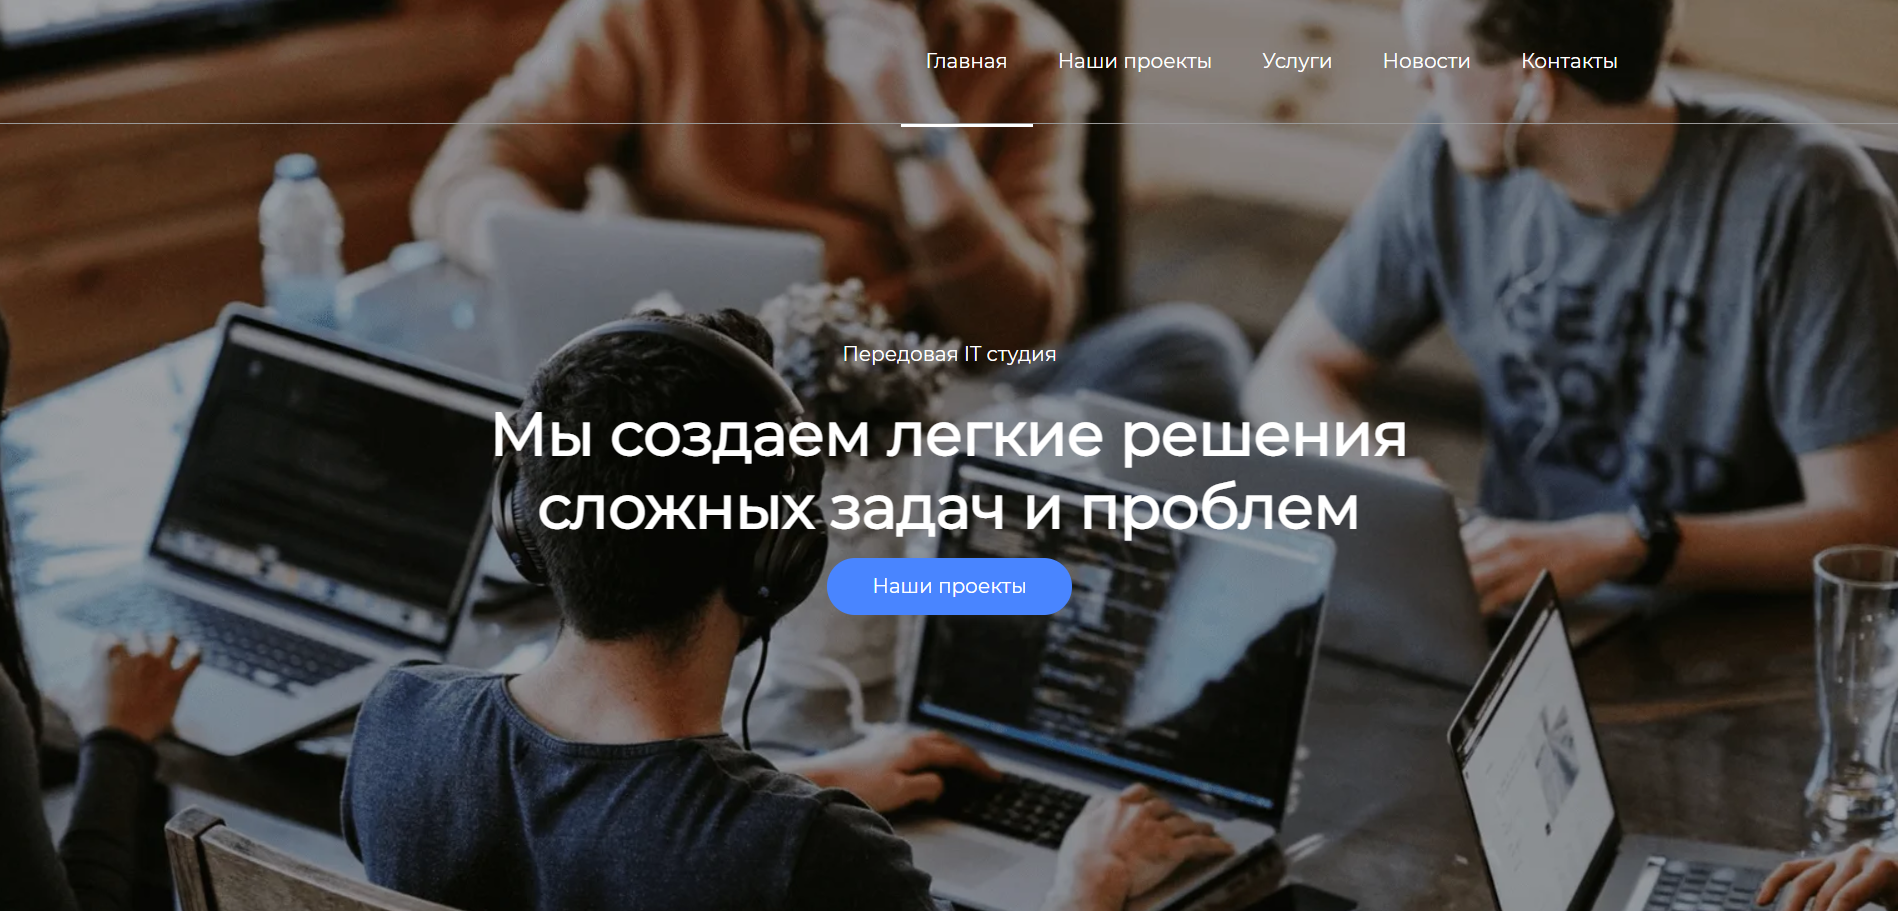 Главная Наши проекты Услуги Новости Контакты
Передовая IT студия
Мы создаем легкие решения
сложных задач и проблем
Наши проекты